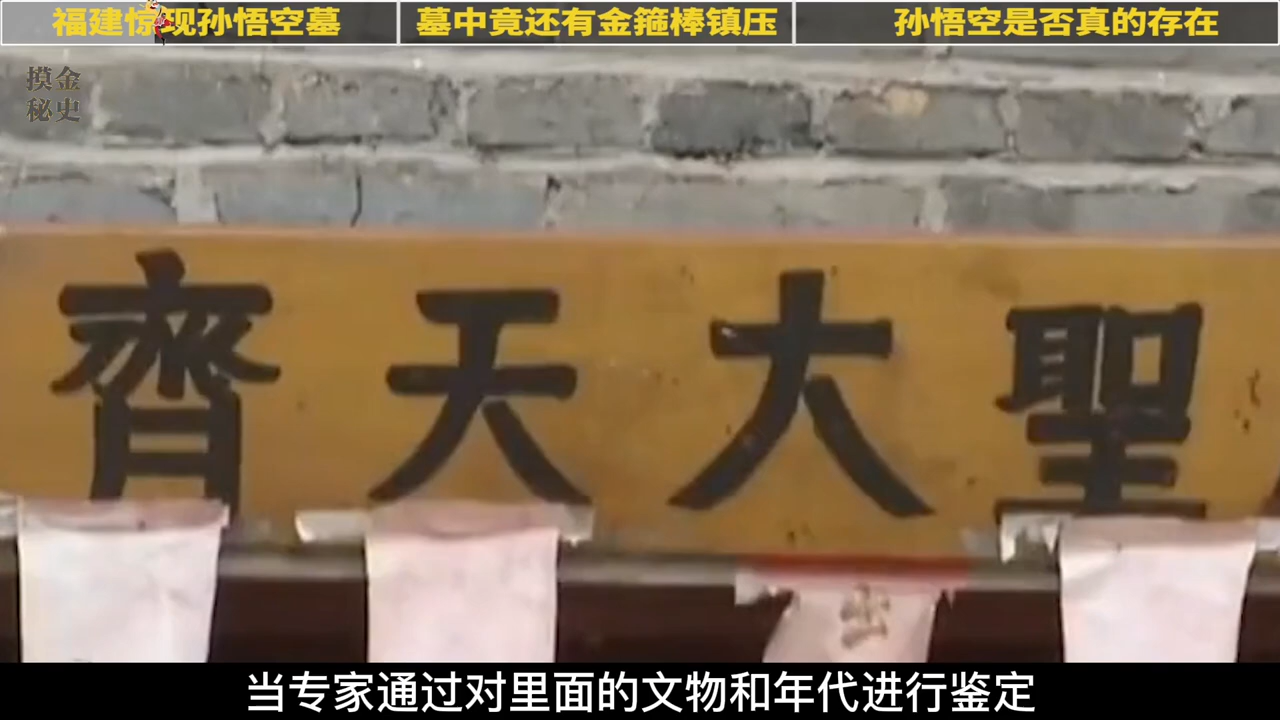 福建惊现孙悟空墓
墓中竟还有金箍棒镇压
孙悟空是否真的存在
摸金
秘史
齊天大聖
当专家通过对里面的文物和年代进行鉴定